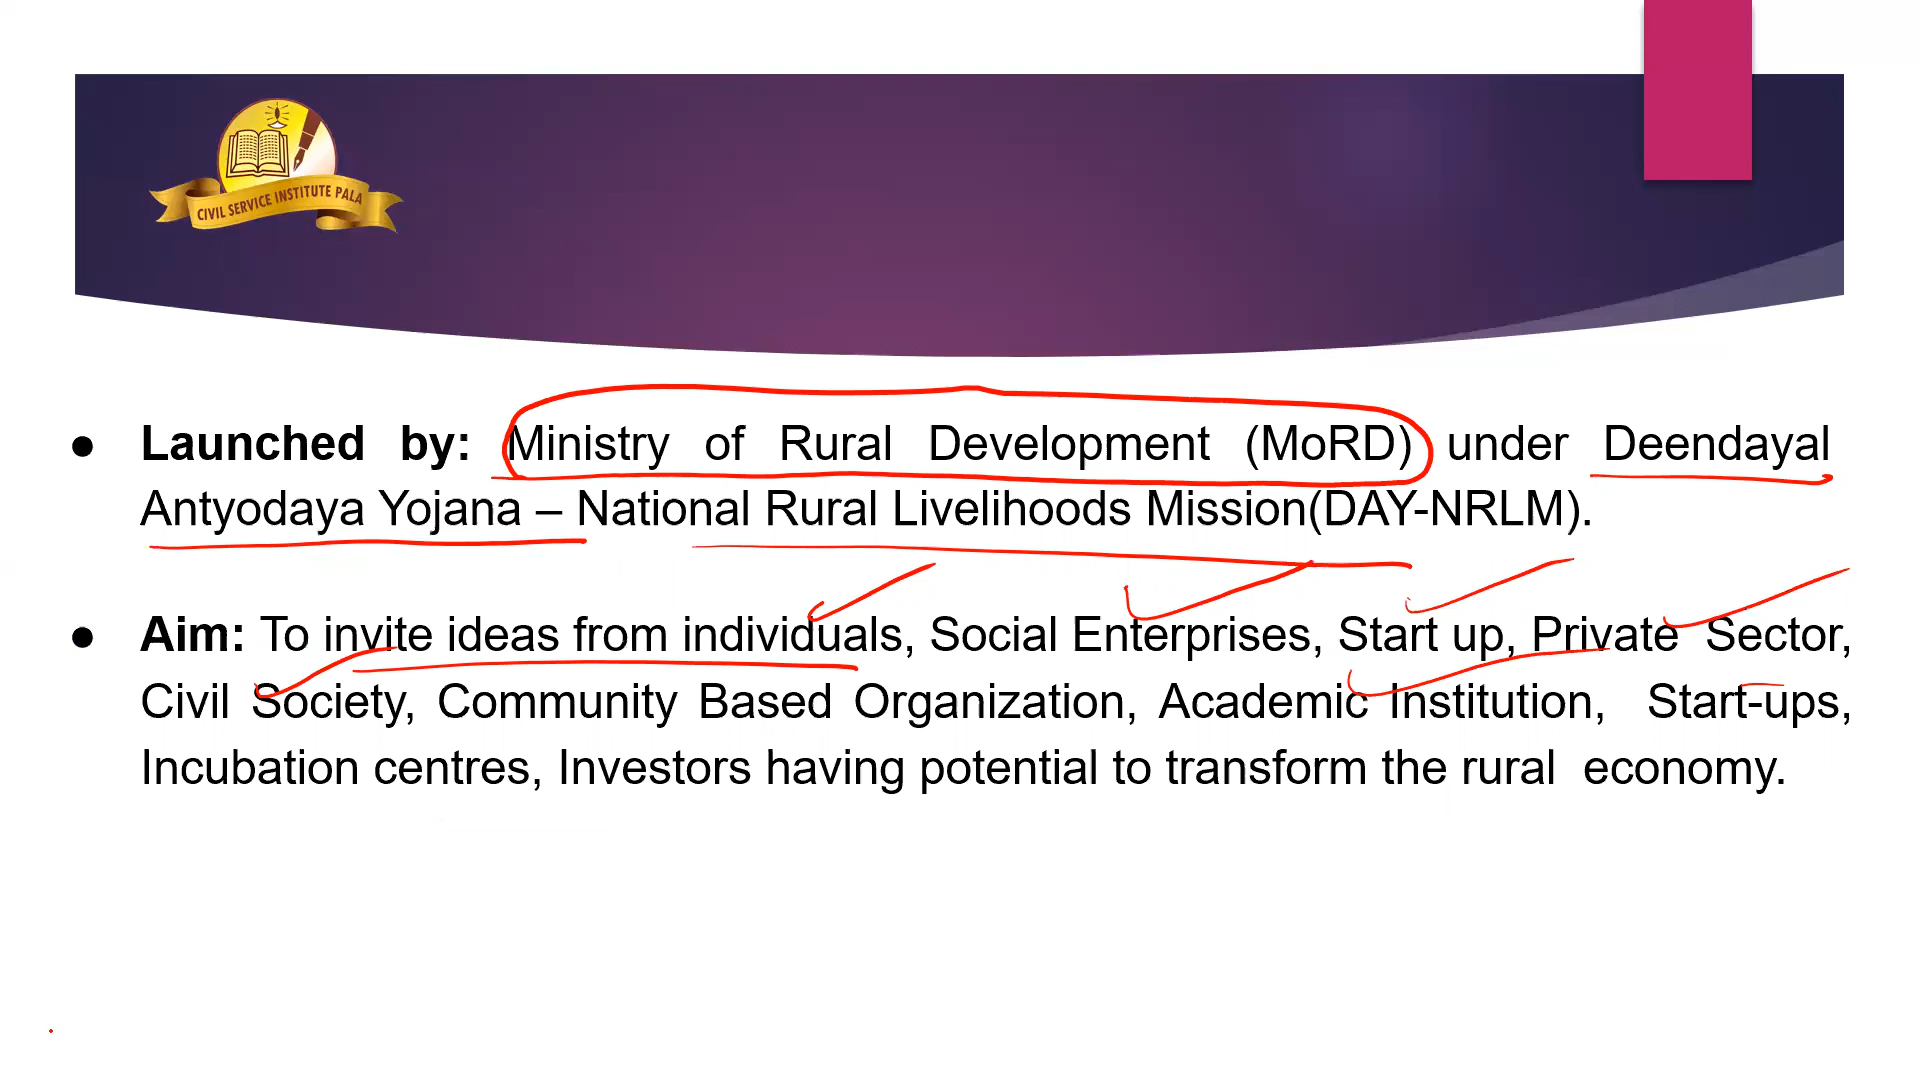 CIVIL SERVICE INSTITUTE PALA
● Launched by: Ministry of Rural Development (MoRD) under Deendayal
Antyodaya Yojana – National Rural Livelihoods Mission(DAY-NRLM).
● Aim: To invite ideas from individuals, Social Enterprises, Start up, Private Sector,
Civil Society, Community Based Organization, Academic Institution, Start-ups,
Incubation centres, Investors having potential to transform the rural economy.